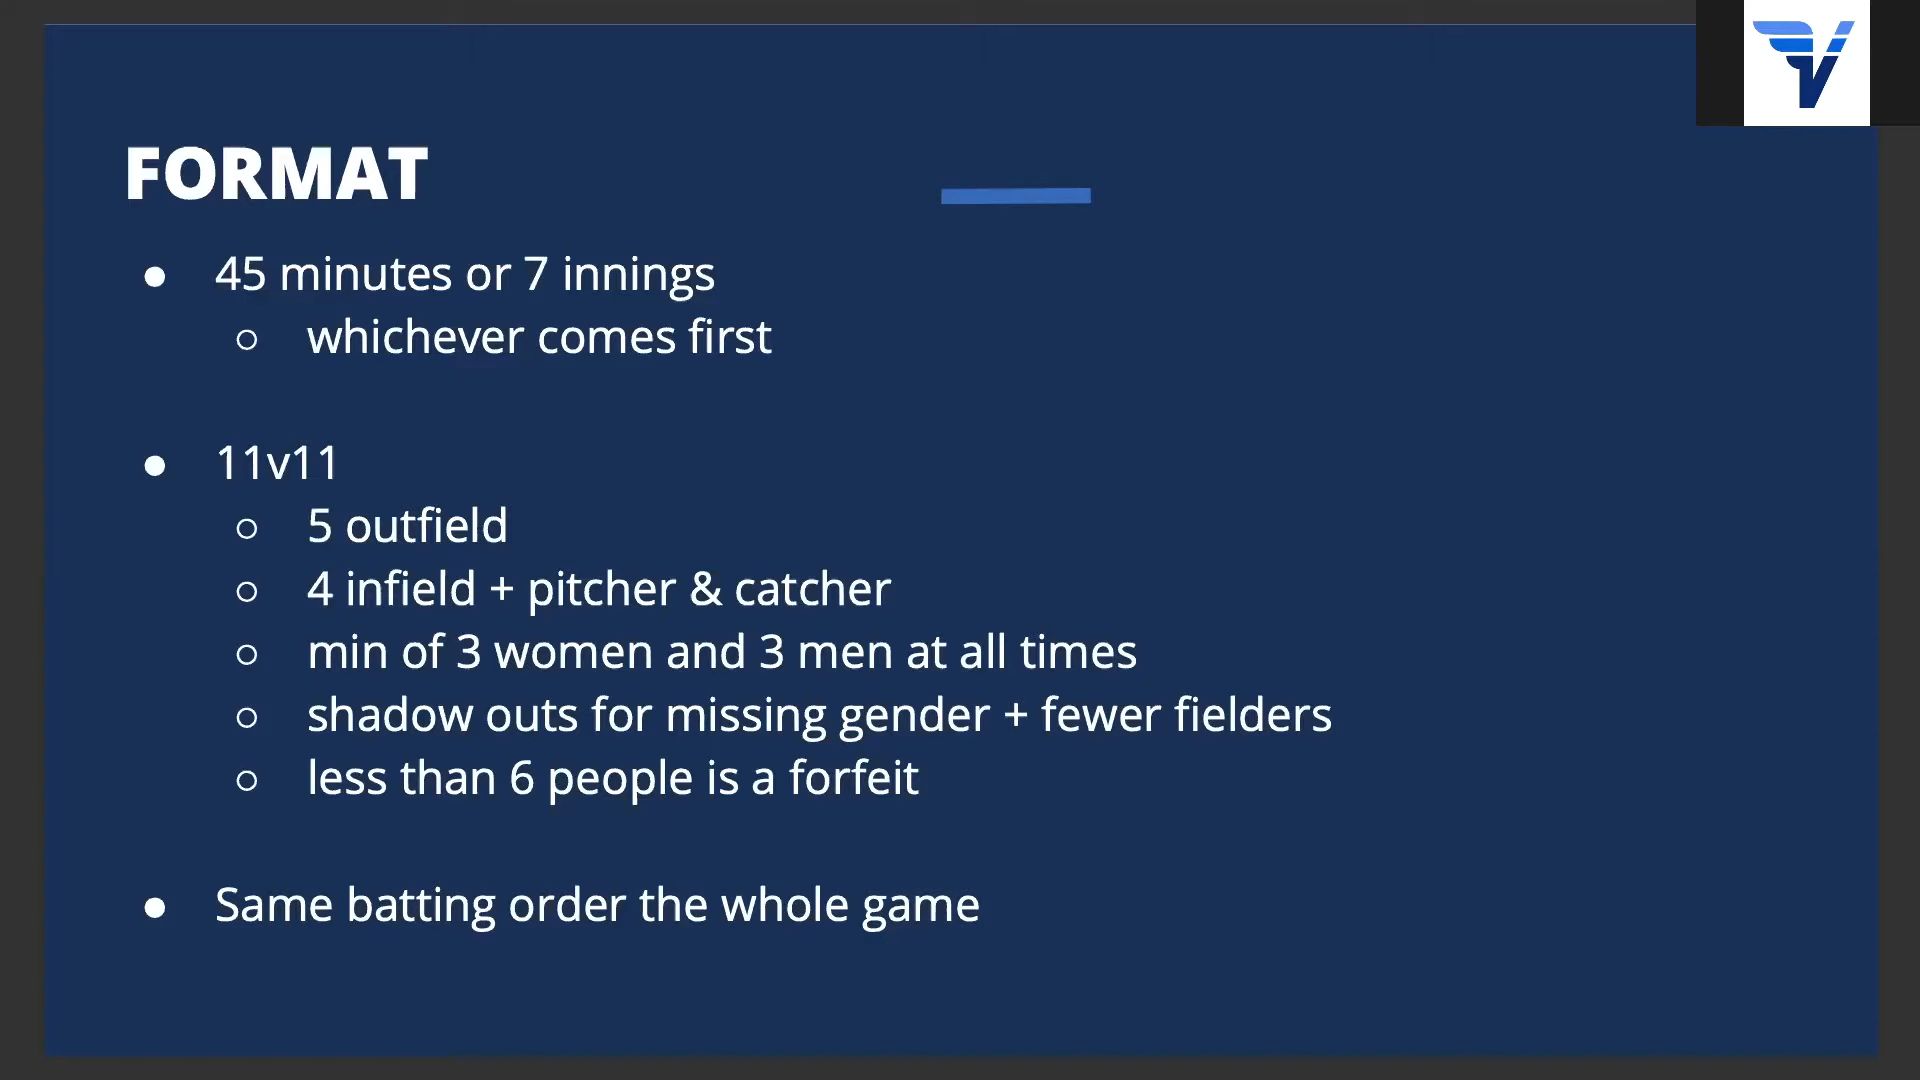 FORMAT
● 45 minutes or 7 innings
○ whichever comes first
● 11v11
○ 5 outfield
○ 4 infield + pitcher & catcher
○ min of 3 women and 3 men at all times
○ shadow outs for missing gender + fewer fielders
○ less than 6 people is a forfeit
● Same batting order the whole game